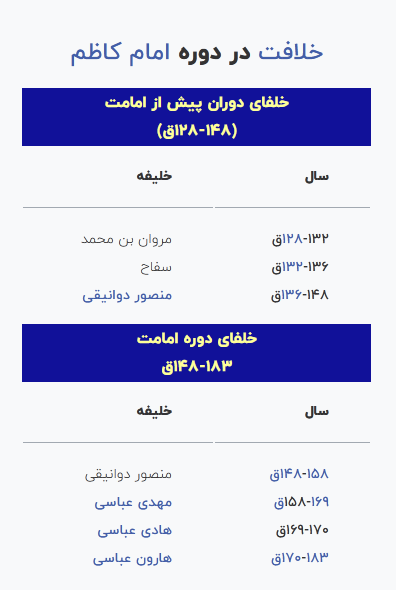 خلافت در دوره امام کاظم
خلفای دوران پیش از امامت
(۱۲۸-۱۴۸ق)
سال خلیفه
۱۲۸-۱۳۲ق مروان بن محمد
۱۳۲-۱۳۶ق سفاح
۱۳۶-۱۴۸ق منصور دوانیقی
خلفای دوره امامت
۱۴۸-۱۸۳ق
سال خلیفه
۱۴۸-۱۵۸ق منصور دوانیقی
۱۵۸-۱۶۹ق مهدی عباسی
۱۶۹-۱۷۰ق هادی عباسی
۱۷۰-۱۸۳ق هارون عباسی